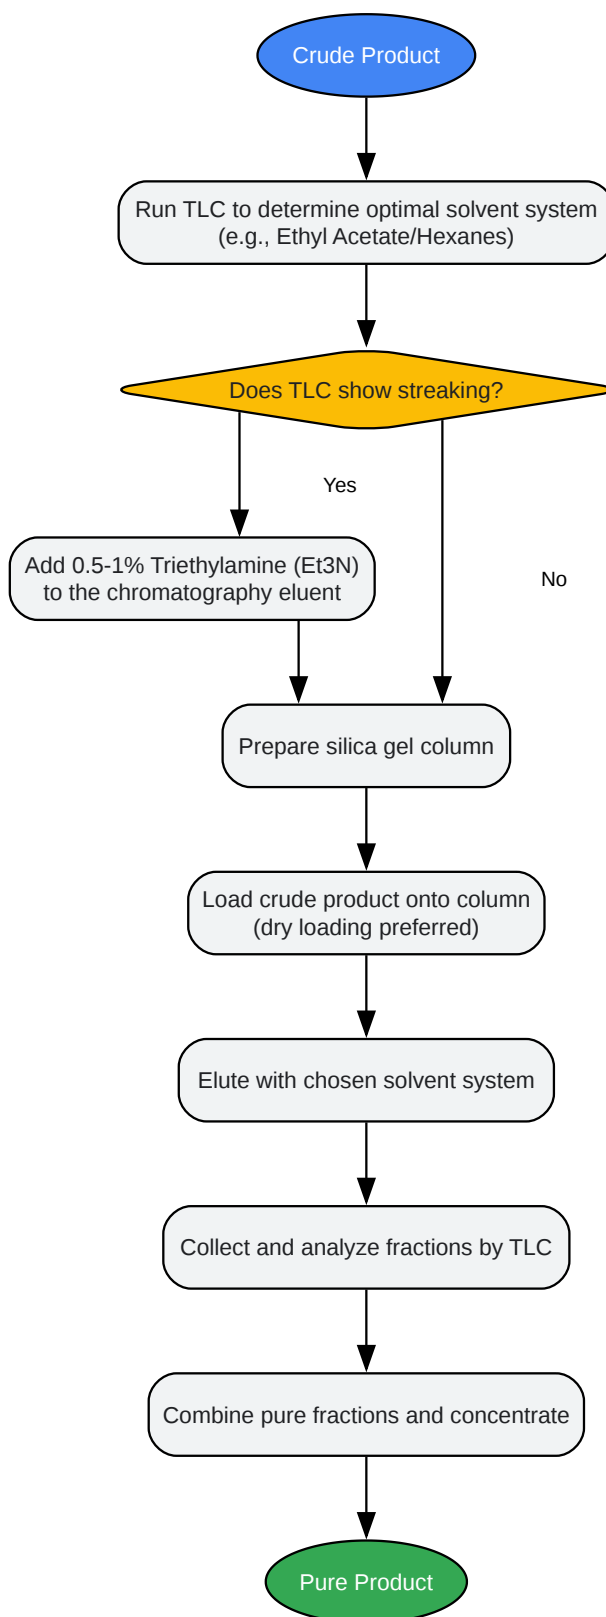 Crude Product
Run TLC to determine optimal solvent system
(e.g., Ethyl Acetate/Hexanes)
Does TLC show streaking?
Yes
Add 0.5-1% Triethylamine (Et3N)
to the chromatography eluent
No
Prepare silica gel column
Load crude product onto column
(dry loading preferred)
Elute with chosen solvent system
Collect and analyze fractions by TLC
Combine pure fractions and concentrate
Pure Product